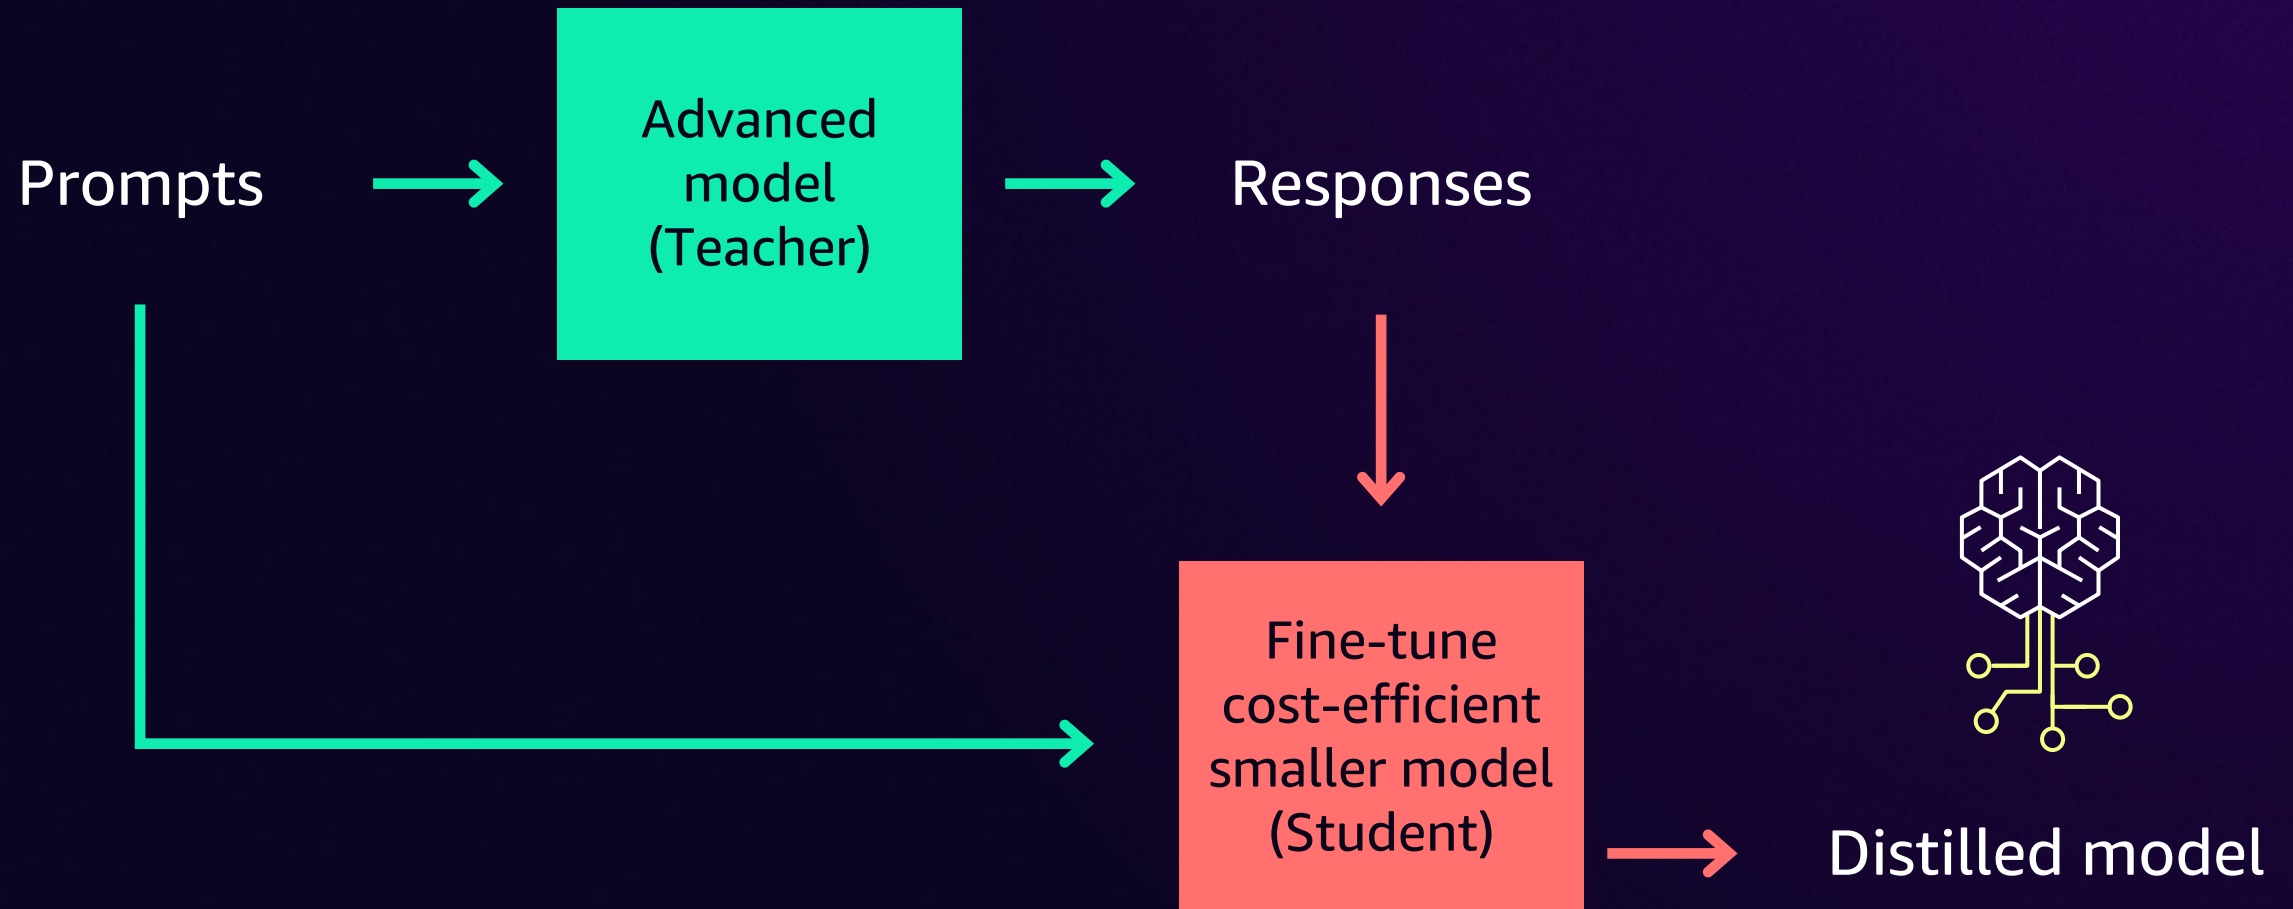 Prompts
Advanced
model
(Teacher)
Responses
Fine-tune
cost-efficient
smaller model
(Student)
Distilled model